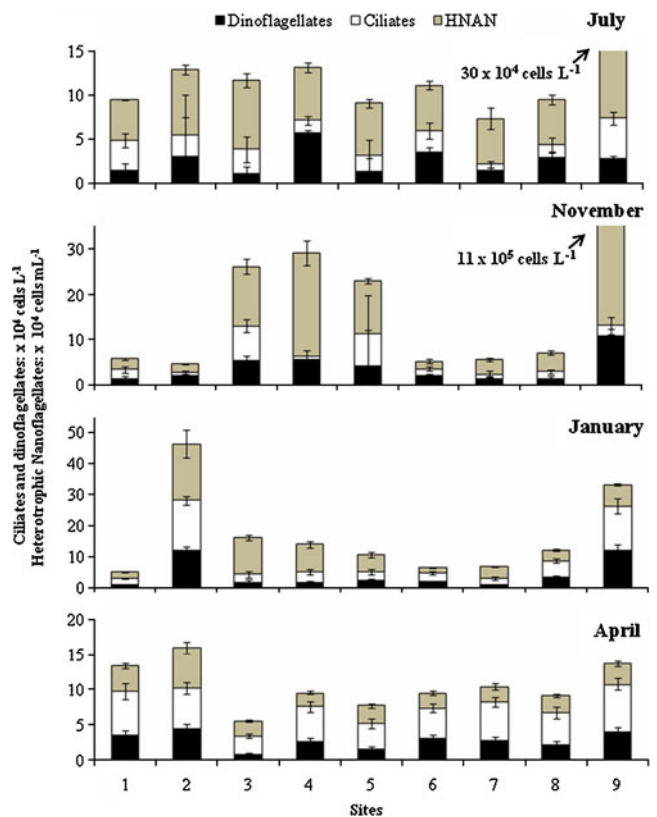 Dinoflagellates Ciliates HNAN
July
15
10
5
0
30 x 10⁴ cells L⁻¹
November
30
20
10
0
11 x 10⁵ cells L⁻¹
January
50
40
30
20
10
0
April
20
15
10
5
0
1 2 3 4 5 6 7 8 9
Sites
Ciliates and dinoflagellates: x 10⁴ cells L⁻¹
Heterotrophic Nanoflagellates: x 10⁴ cells mL⁻¹